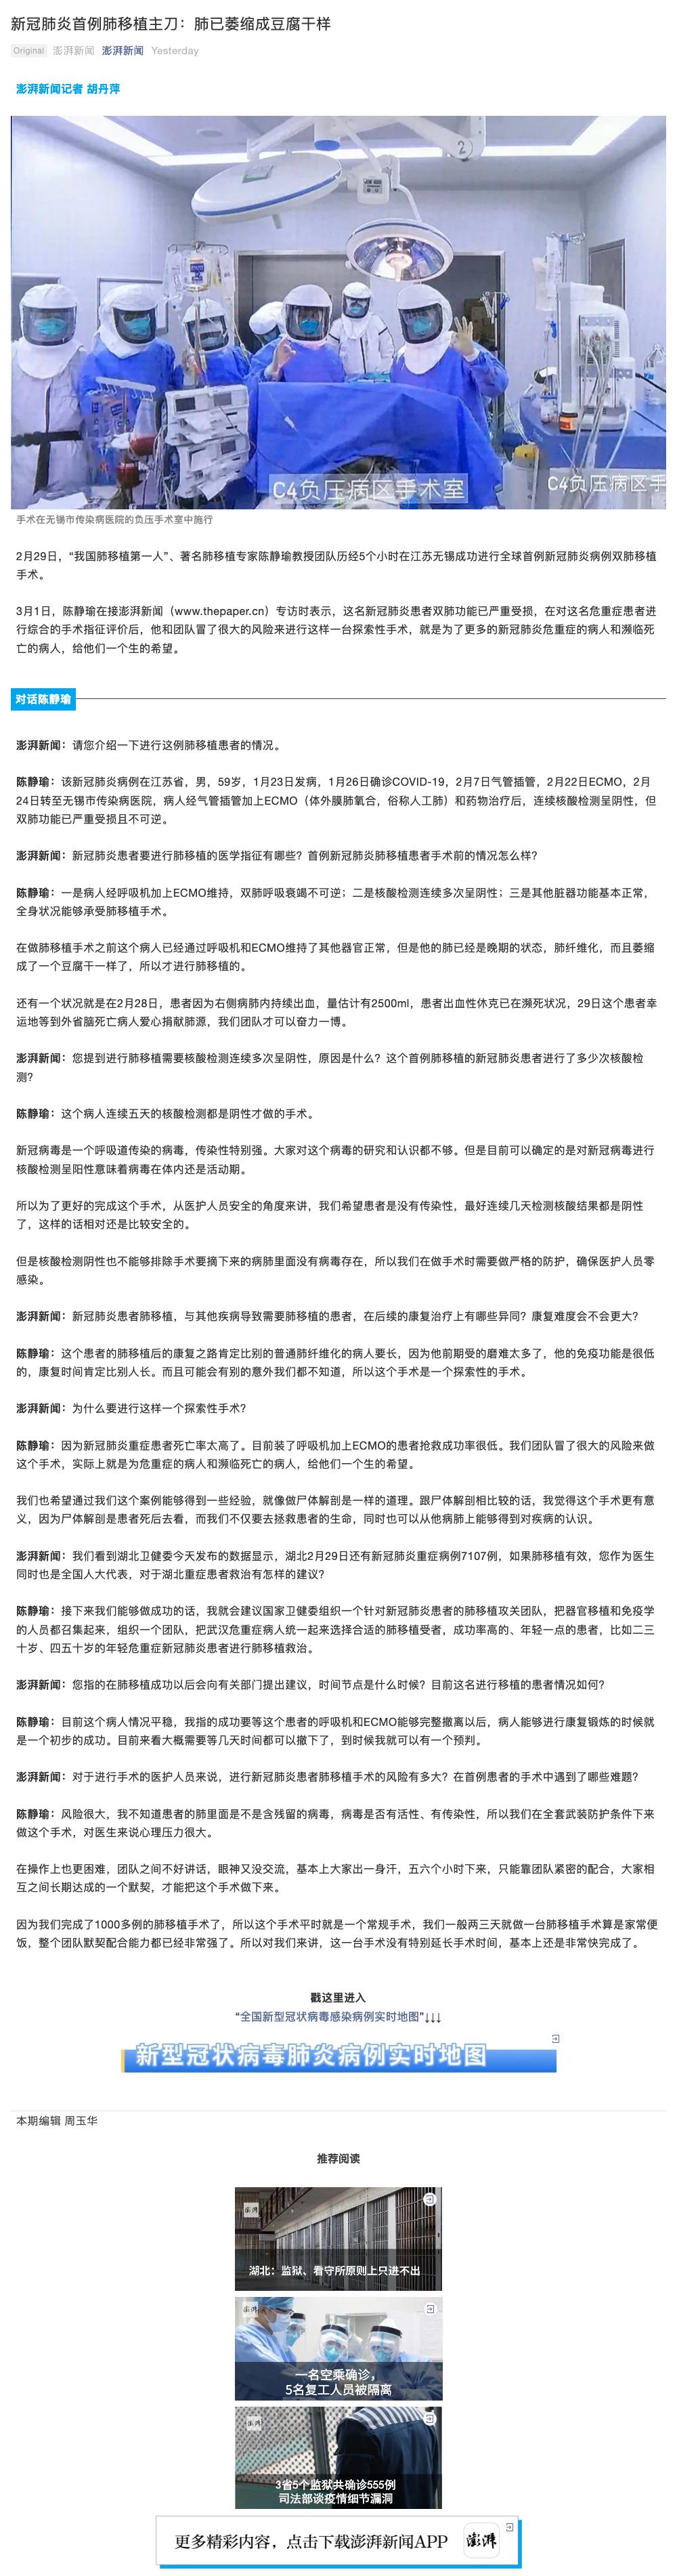 新冠肺炎首例肺移植主刀：肺已萎缩成豆腐干样
Original 澎湃新闻 澎湃新闻 Yesterday
澎湃新闻记者 胡丹萍
2
C4负压病区手术室
C4负压病区手
手术在无锡市传染病医院的负压手术室中施行
2月29日，“我国肺移植第一人”、著名肺移植专家陈静瑜教授团队历经5个小时在江苏无锡成功进行全球首例新冠肺炎病例双肺移植
手术。
3月1日，陈静瑜在接澎湃新闻（www.thepaper.cn）专访时表示，这名新冠肺炎患者双肺功能已严重受损，在对这名危重症患者进
行综合的手术指征评价后，他和团队冒了很大的风险来进行这样一台探索性手术，就是为了更多的新冠肺炎危重症的病人和濒临死
亡的病人，给他们一个生的希望。
对话陈静瑜
澎湃新闻：请您介绍一下进行这例肺移植患者的情况。
陈静瑜：该新冠肺炎病例在江苏省，男，59岁，1月23日发病，1月26日确诊COVID-19，2月7日气管插管，2月22日ECMO，2月
24日转至无锡市传染病医院，病人经气管插管加上ECMO（体外膜肺氧合，俗称人工肺）和药物治疗后，连续核酸检测呈阴性，但
双肺功能已严重受损且不可逆。
澎湃新闻：新冠肺炎患者要进行肺移植的医学指征有哪些？首例新冠肺炎肺移植患者手术前的情况怎么样？
陈静瑜：一是病人经呼吸机加上ECMO维持，双肺呼吸衰竭不可逆；二是核酸检测连续多次呈阴性；三是其他脏器功能基本正常，
全身状况能够承受肺移植手术。
在做肺移植手术之前这个病人已经通过呼吸机和ECMO维持了其他器官正常，但是他的肺已经是晚期的状态，肺纤维化，而且萎缩
成了一个豆腐干一样了，所以才进行肺移植的。
还有一个状况就是在2月28日，患者因为右侧病肺内持续出血，量估计有2500ml，患者出血性休克已在濒死状况，29日这个患者幸
运地等到外省脑死亡病人爱心捐献肺源，我们团队才可以奋力一搏。
澎湃新闻：您提到进行肺移植需要核酸检测连续多次呈阴性，原因是什么？这个首例肺移植的新冠肺炎患者进行了多少次核酸检
测？
陈静瑜：这个病人连续五天的核酸检测都是阴性才做的手术。
新冠病毒是一个呼吸道传染的病毒，传染性特别强。大家对这个病毒的研究和认识都不够。但是目前可以确定的是对新冠病毒进行
核酸检测呈阳性意味着病毒在体内还是活动期。
所以为了更好的完成这个手术，从医护人员安全的角度来讲，我们希望患者是没有传染性，最好连续几天检测核酸结果都是阴性
了，这样的话相对还是比较安全的。
但是核酸检测阴性也不能够排除手术要摘下来的病肺里面没有病毒存在，所以我们在做手术时需要做严格的防护，确保医护人员零
感染。
澎湃新闻：新冠肺炎患者肺移植，与其他疾病导致需要肺移植的患者，在后续的康复治疗上有哪些异同？康复难度会不会更大？
陈静瑜：这个患者的肺移植后的康复之路肯定比别的普通肺纤维化的病人要长，因为他前期受的磨难太多了，他的免疫功能是很低
的，康复时间肯定比别人长。而且可能会有别的意外我们都不知道，所以这个手术是一个探索性的手术。
澎湃新闻：为什么要进行这样一个探索性手术？
陈静瑜：因为新冠肺炎重症患者死亡率太高了。目前装了呼吸机加上ECMO的患者抢救成功率很低。我们团队冒了很大的风险来做
这个手术，实际上就是为危重症的病人和濒临死亡的病人，给他们一个生的希望。
我们也希望通过我们这个案例能够得到一些经验，就像做尸体解剖是一样的道理。跟尸体解剖相比较的话，我觉得这个手术更有意
义，因为尸体解剖是患者死后去看，而我们不仅要去拯救患者的生命，同时也可以从他病肺上能够得到对疾病的认识。
澎湃新闻：我们看到湖北卫健委今天发布的数据显示，湖北2月29日还有新冠肺炎重症病例7107例，如果肺移植有效，您作为医生
同时也是全国人大代表，对于湖北重症患者救治有怎样的建议？
陈静瑜：接下来我们能够做成功的话，我就会建议国家卫健委组织一个针对新冠肺炎患者的肺移植攻关团队，把器官移植和免疫学
的人员都召集起来，组织一个团队，把武汉危重症病人统一起来选择合适的肺移植受者，成功率高的、年轻一点的患者，比如二三
十岁、四五十岁的年轻危重症新冠肺炎患者进行肺移植救治。
澎湃新闻：您指的在肺移植成功以后会向有关部门提出建议，时间节点是什么时候？目前这名进行移植的患者情况如何？
陈静瑜：目前这个病人情况平稳，我指的成功要等这个患者的呼吸机和ECMO能够完整撤离以后，病人能够进行康复锻炼的时候就
是一个初步的成功。目前来看大概需要等几天时间都可以撤下了，到时候我就可以有一个预判。
澎湃新闻：对于进行手术的医护人员来说，进行新冠肺炎患者肺移植手术的风险有多大？在首例患者的手术中遇到了哪些难题？
陈静瑜：风险很大，我不知道患者的肺里面是不是含残留的病毒，病毒是否有活性、有传染性，所以我们在全套武装防护条件下来
做这个手术，对医生来说心理压力很大。
在操作上也更困难，团队之间不好讲话，眼神又没交流，基本上大家出一身汗，五六个小时下来，只能靠团队紧密的配合，大家相
互之间长期达成的一个默契，才能把这个手术做下来。
因为我们完成了1000多例的肺移植手术了，所以这个手术平时就是一个常规手术，我们一般两三天就做一台肺移植手术算是家常便
饭，整个团队默契配合能力都已经非常强了。所以对我们来讲，这一台手术没有特别延长手术时间，基本上还是非常快完成了。
戳这里进入
“全国新型冠状病毒感染病例实时地图”↓↓↓
新型冠状病毒肺炎病例实时地图
本期编辑 周玉华
推荐阅读
澎湃
湖北：监狱、看守所原则上只进不出
澎湃
一名空乘确诊，
5名复工人员被隔离
澎湃
3省5个监狱共确诊555例
司法部谈疫情细节漏洞
更多精彩内容，点击下载澎湃新闻APP 澎湃